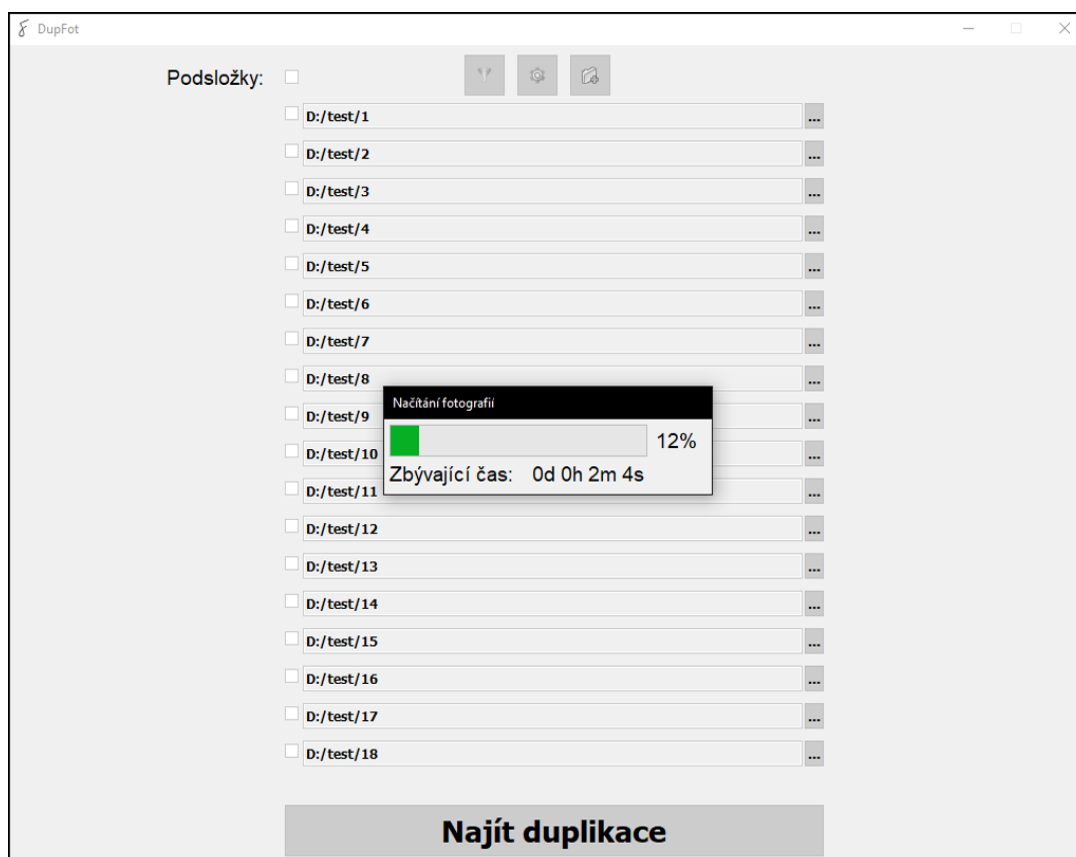 DupFot
Podsložky:
D:/test/1 ...
D:/test/2 ...
D:/test/3 ...
D:/test/4 ...
D:/test/5 ...
D:/test/6 ...
D:/test/7 ...
D:/test/8 ...
Načítání fotografií
D:/test/9 ...
12%
D:/test/10 ...
Zbývající čas: 0d 0h 2m 4s
D:/test/11 ...
D:/test/12 ...
D:/test/13 ...
D:/test/14 ...
D:/test/15 ...
D:/test/16 ...
D:/test/17 ...
D:/test/18 ...
Najít duplikace